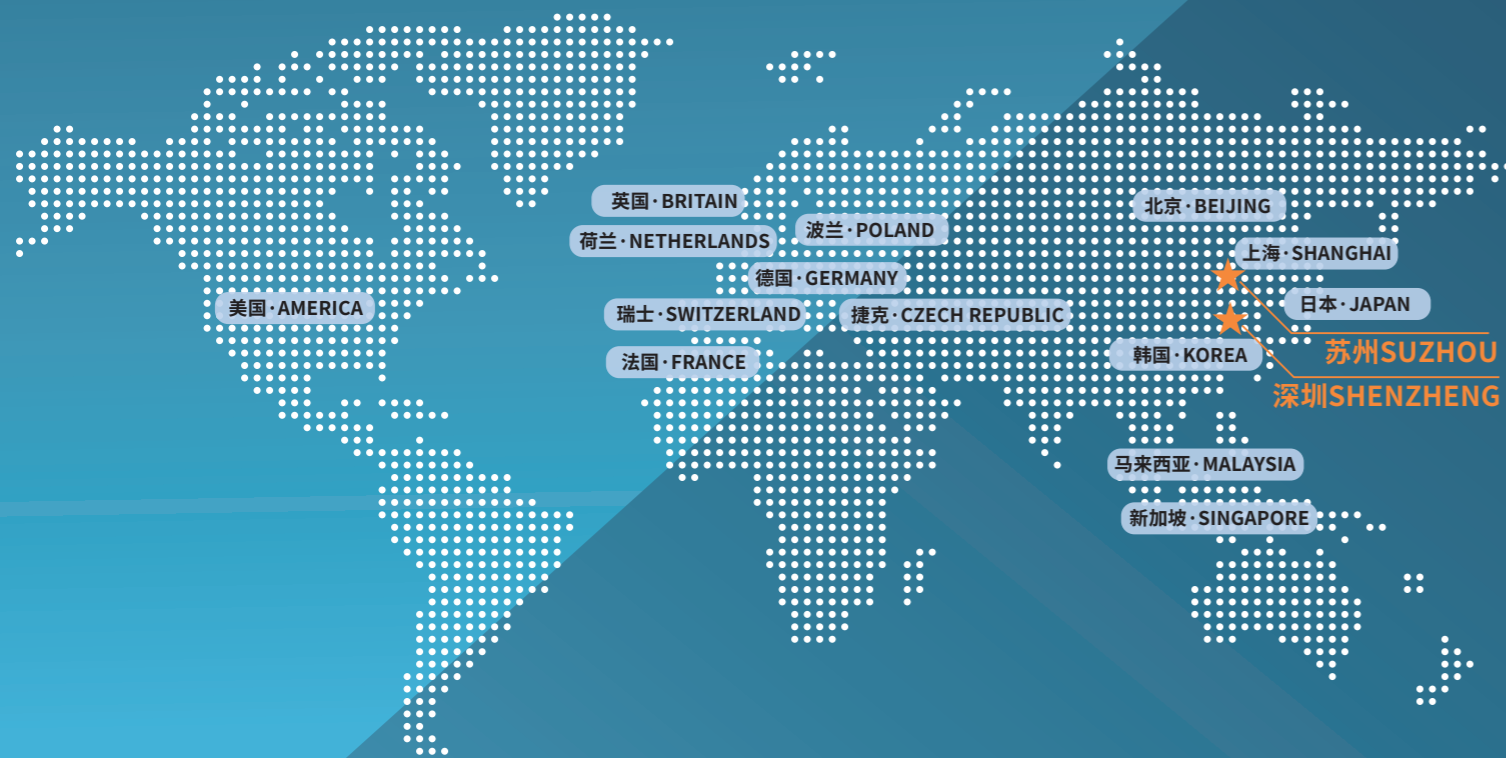 英国·BRITAIN
北京·BEIJING
波兰·POLAND
荷兰·NETHERLANDS
上海·SHANGHAI
德国·GERMANY
美国·AMERICA
日本·JAPAN
瑞士·SWITZERLAND
捷克·CZECH REPUBLIC
苏州SUZHOU
韩国·KOREA
法国·FRANCE
深圳SHENZHENG
马来西亚·MALAYSIA
新加坡·SINGAPORE